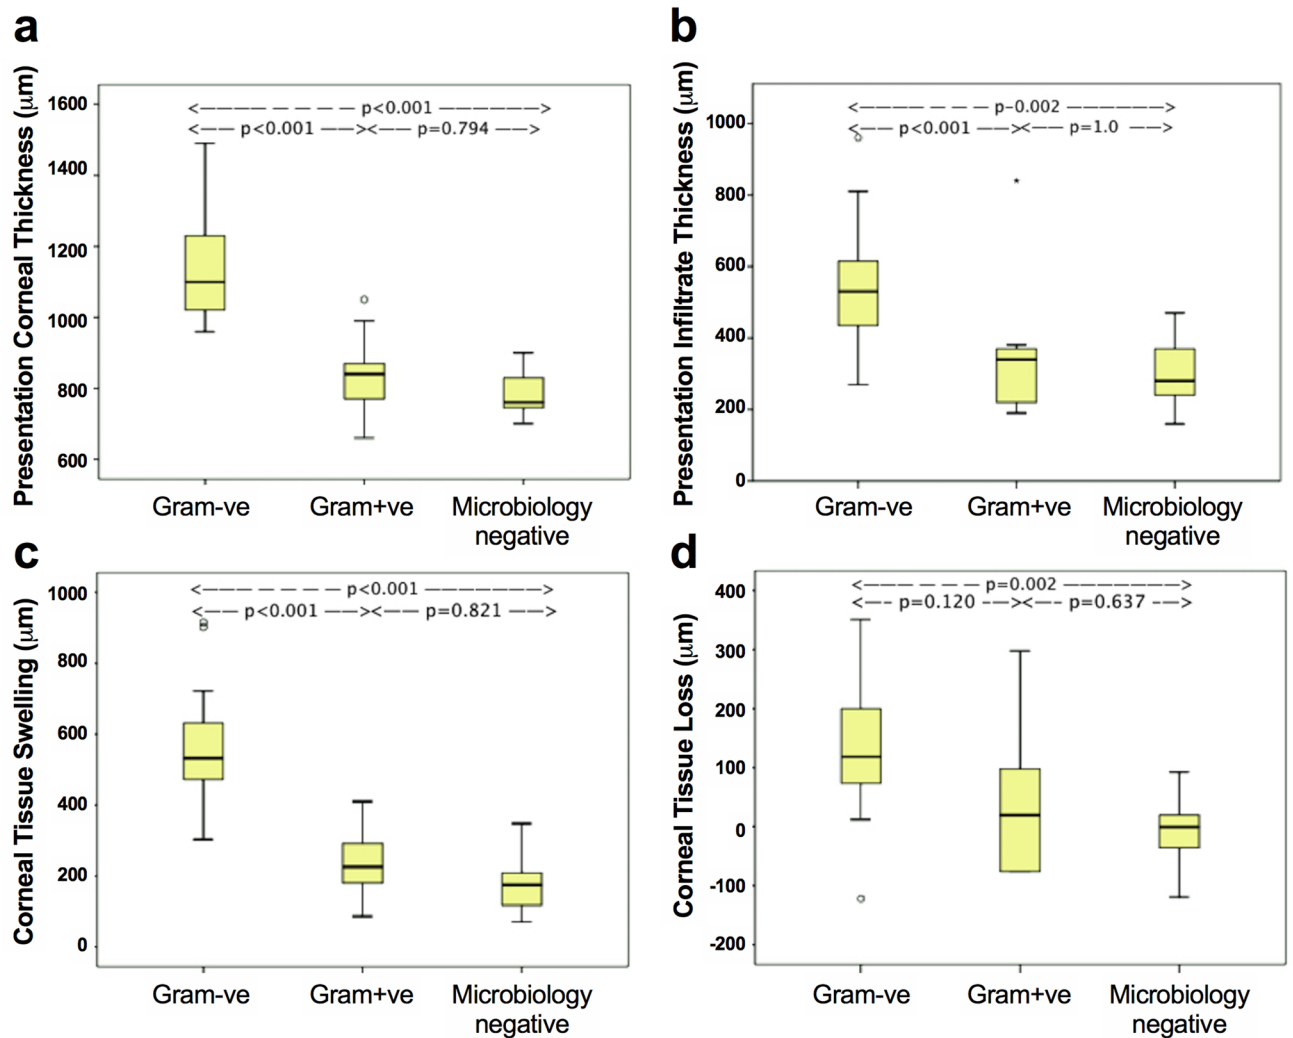 a
Presentation Corneal Thickness (μm)
1600
1400
1200
1000
800
600
p<0.001
p<0.001
p=0.794
Gram-ve
Gram+ve
Microbiology
negative
b
Presentation Infiltrate Thickness (μm)
1000
800
600
400
200
0
p-0.002
p<0.001
p=1.0
Gram-ve
Gram+ve
Microbiology
negative
c
Corneal Tissue Swelling (μm)
1000
800
600
400
200
0
p<0.001
p<0.001
p=0.821
Gram-ve
Gram+ve
Microbiology
negative
d
Corneal Tissue Loss (μm)
400
300
200
100
0
-100
-200
p=0.002
p=0.120
p=0.637
Gram-ve
Gram+ve
Microbiology
negative